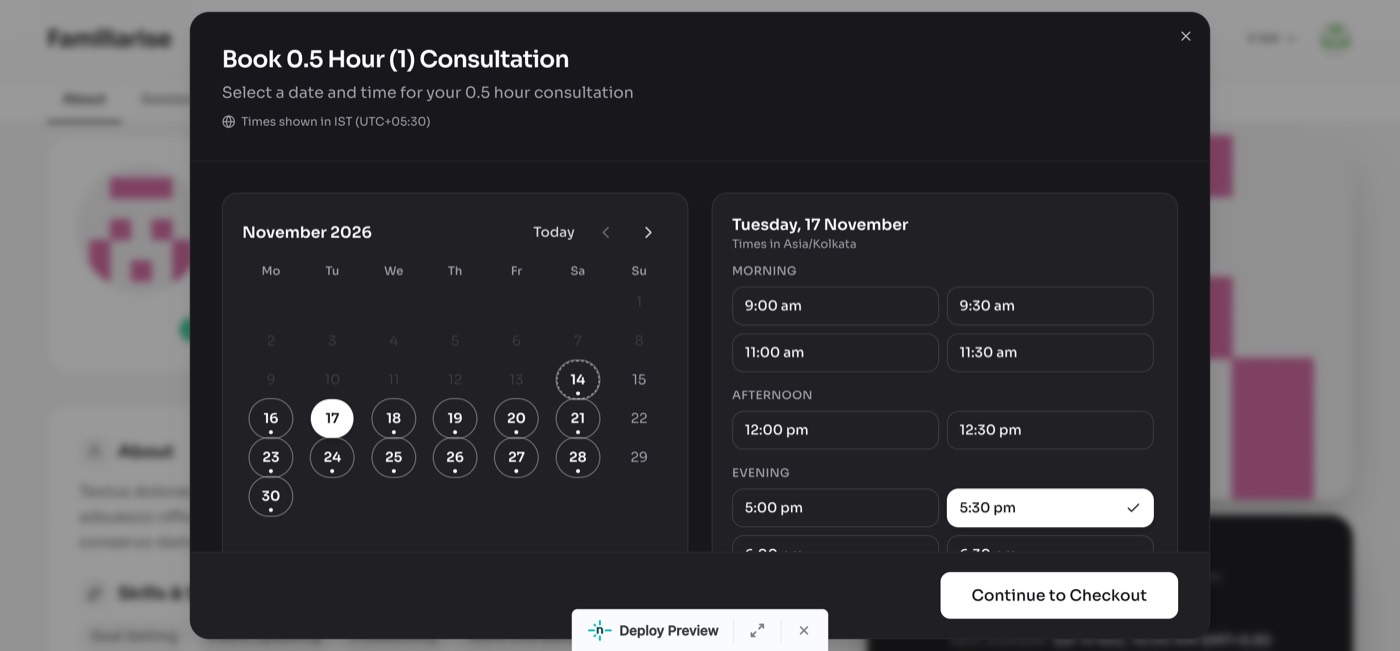 Familiarise
Book 0.5 Hour (1) Consultation
Select a date and time for your 0.5 hour consultation
Times shown in IST (UTC+05:30)
About
November 2026
Today
Mo Tu We Th Fr Sa Su
1
2 3 4 5 6 7 8
9 10 11 12 13 14 15
16 17 18 19 20 21 22
23 24 25 26 27 28 29
30
Tuesday, 17 November
Times in Asia/Kolkata
MORNING
9:00 am 9:30 am
11:00 am 11:30 am
AFTERNOON
12:00 pm 12:30 pm
EVENING
5:00 pm 5:30 pm
About
Continue to Checkout
Deploy Preview